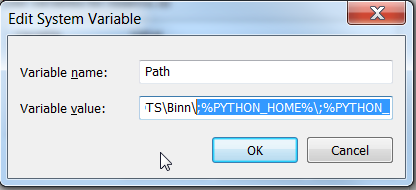 Edit System Variable
Variable name: Path
Variable value: TS\Binn\;%PYTHON_HOME%\;%PYTHON_
OK Cancel